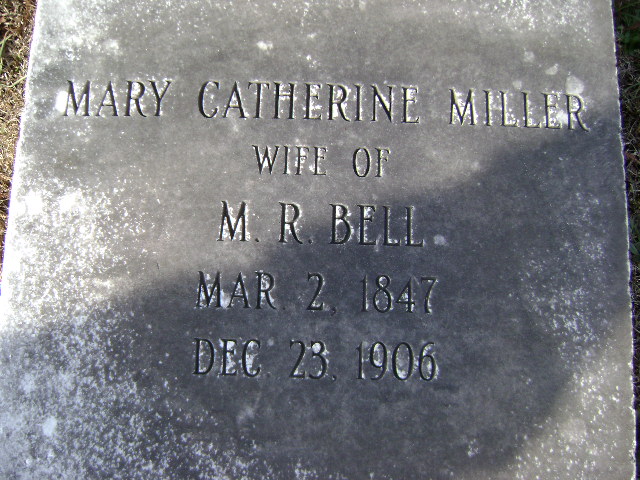 MARY CATHERINE MILLER
WIFE OF
M. R. BELL
MAR. 2, 1847
DEC. 23, 1906